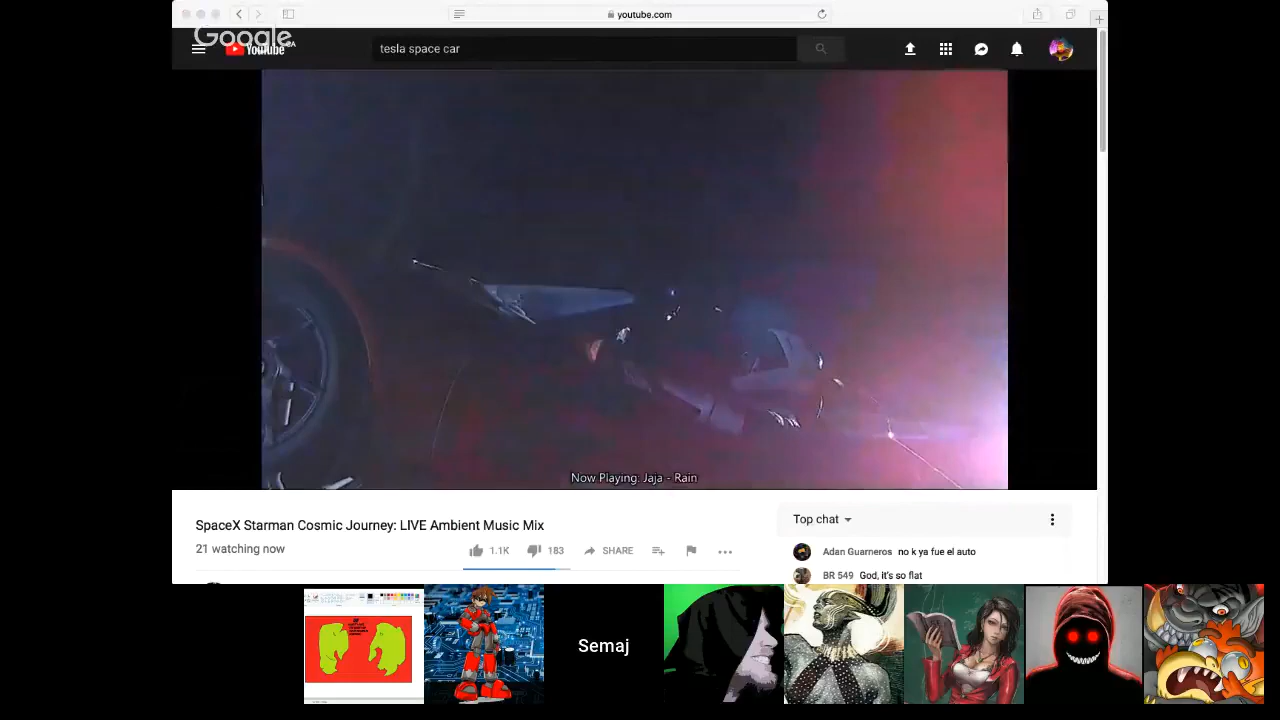 youtube.com
Google
YouTube CA
tesla space car
Now Playing: Jaja - Rain
SpaceX Starman Cosmic Journey: LIVE Ambient Music Mix
21 watching now
1.1K
183
SHARE
Top chat
Adan Guarneros no k ya fue el auto
BR 549 God, it's so flat
Semaj